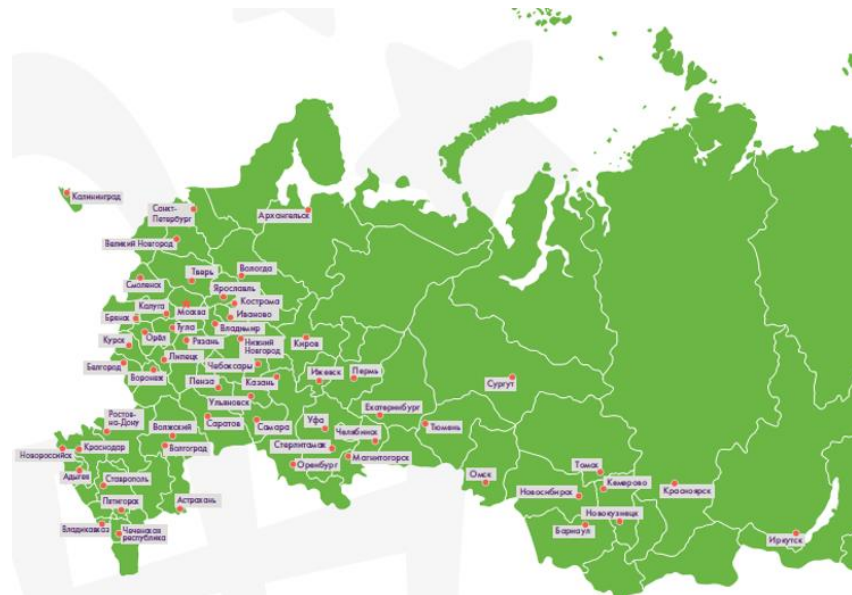 Калининград
Санкт-
Петербург
Архангельск
Великий Новгород
Тверь
Вологда
Смоленск
Ярославль
Калуга
Москва
Кострома
Брянск
Иваново
Тула
Владимир
Орёл
Курск
Рязань
Нижний
Новгород
Киров
Липецк
Белгород
Чебоксары
Воронеж
Пенза
Казань
Ижевск
Пермь
Сургут
Ульяновск
Екатеринбург
Ростов-
на-Дону
Волжский
Саратов
Самара
Уфа
Челябинск
Тюмень
Новороссийск
Краснодар
Волгоград
Стерлитамак
Магнитогорск
Оренбург
Адыгея
Ставрополь
Омск
Томск
Кемерово
Красноярск
Новосибирск
Пятигорск
Астрахань
Новокузнецк
Владикавказ
Чеченская
республика
Барнаул
Иркутск